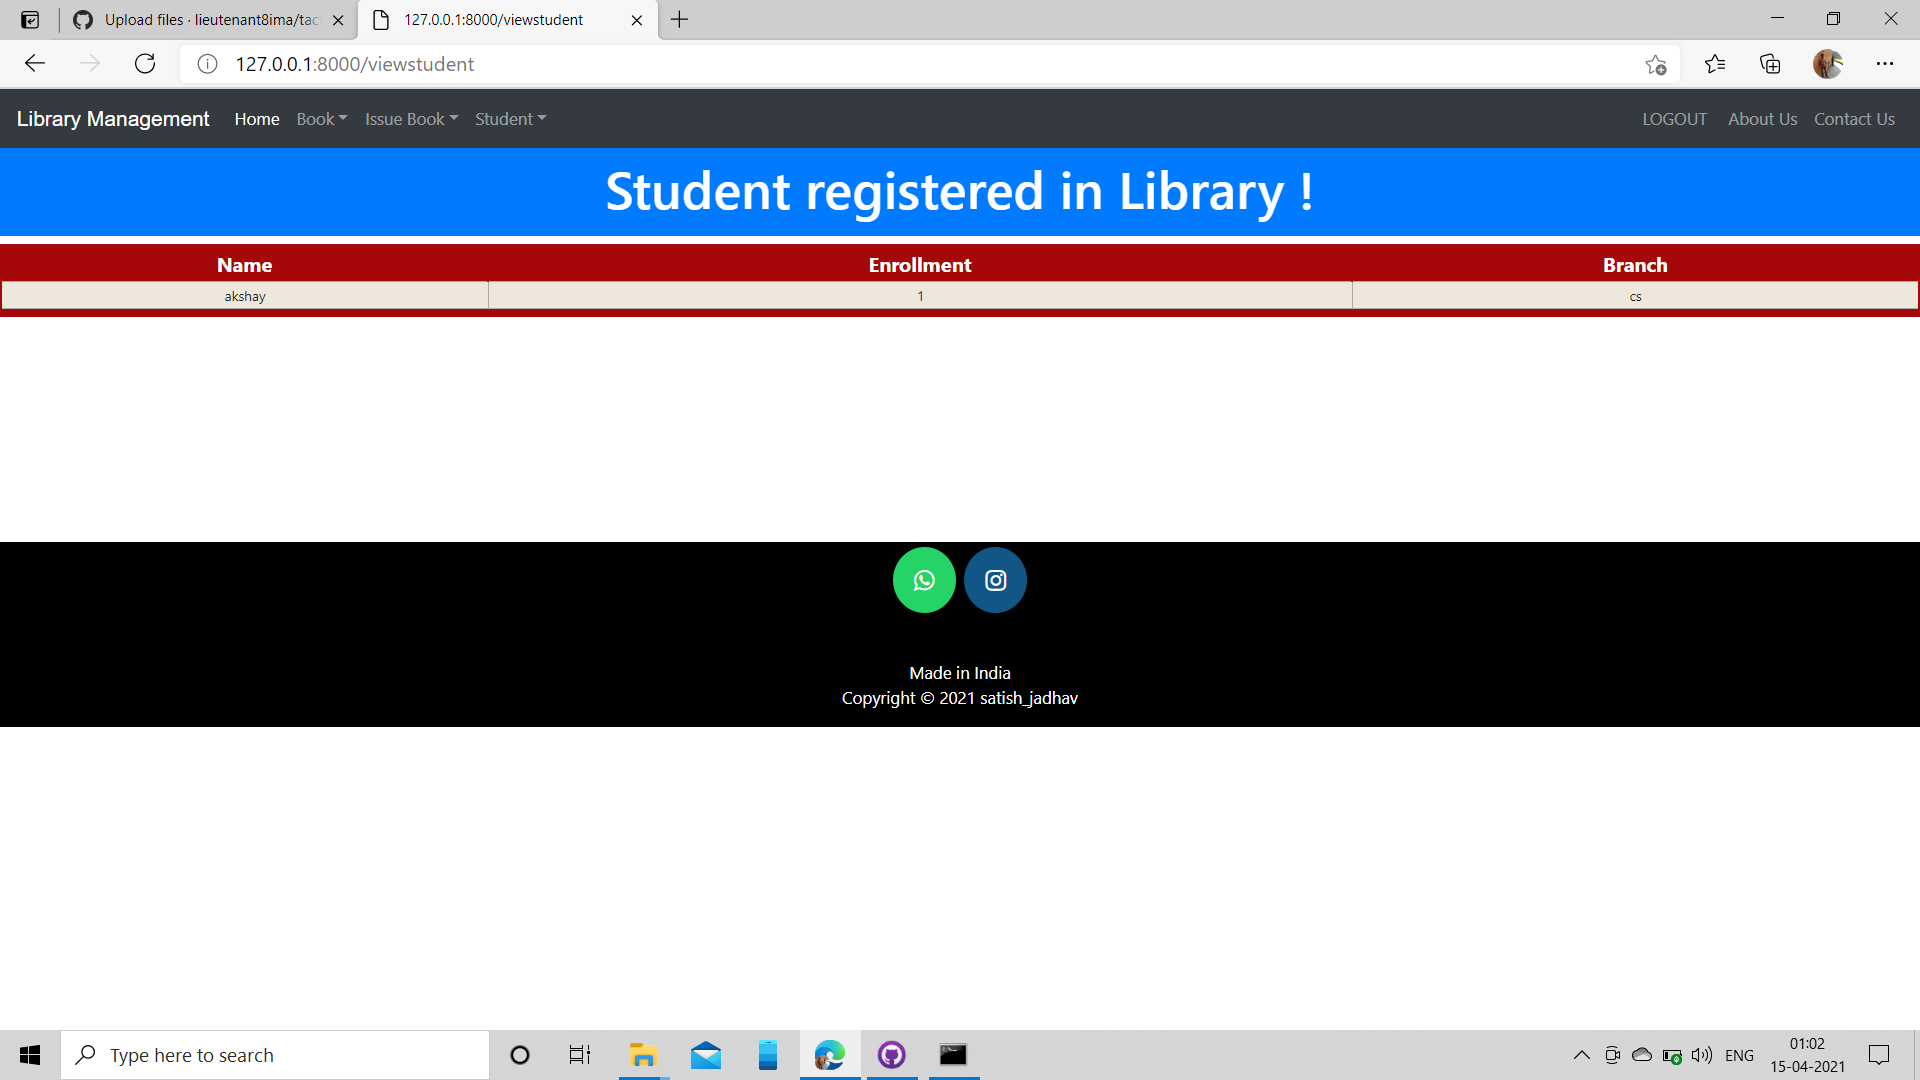 Upload files · lieutenant8ima/tac
127.0.0.1:8000/viewstudent
127.0.0.1:8000/viewstudent
Library Management Home Book Issue Book Student LOGOUT About Us Contact Us
Student registered in Library !
Name Enrollment Branch
akshay 1 cs
Made in India
Copyright © 2021 satish_jadhav
Type here to search
ENG
01:02
15-04-2021